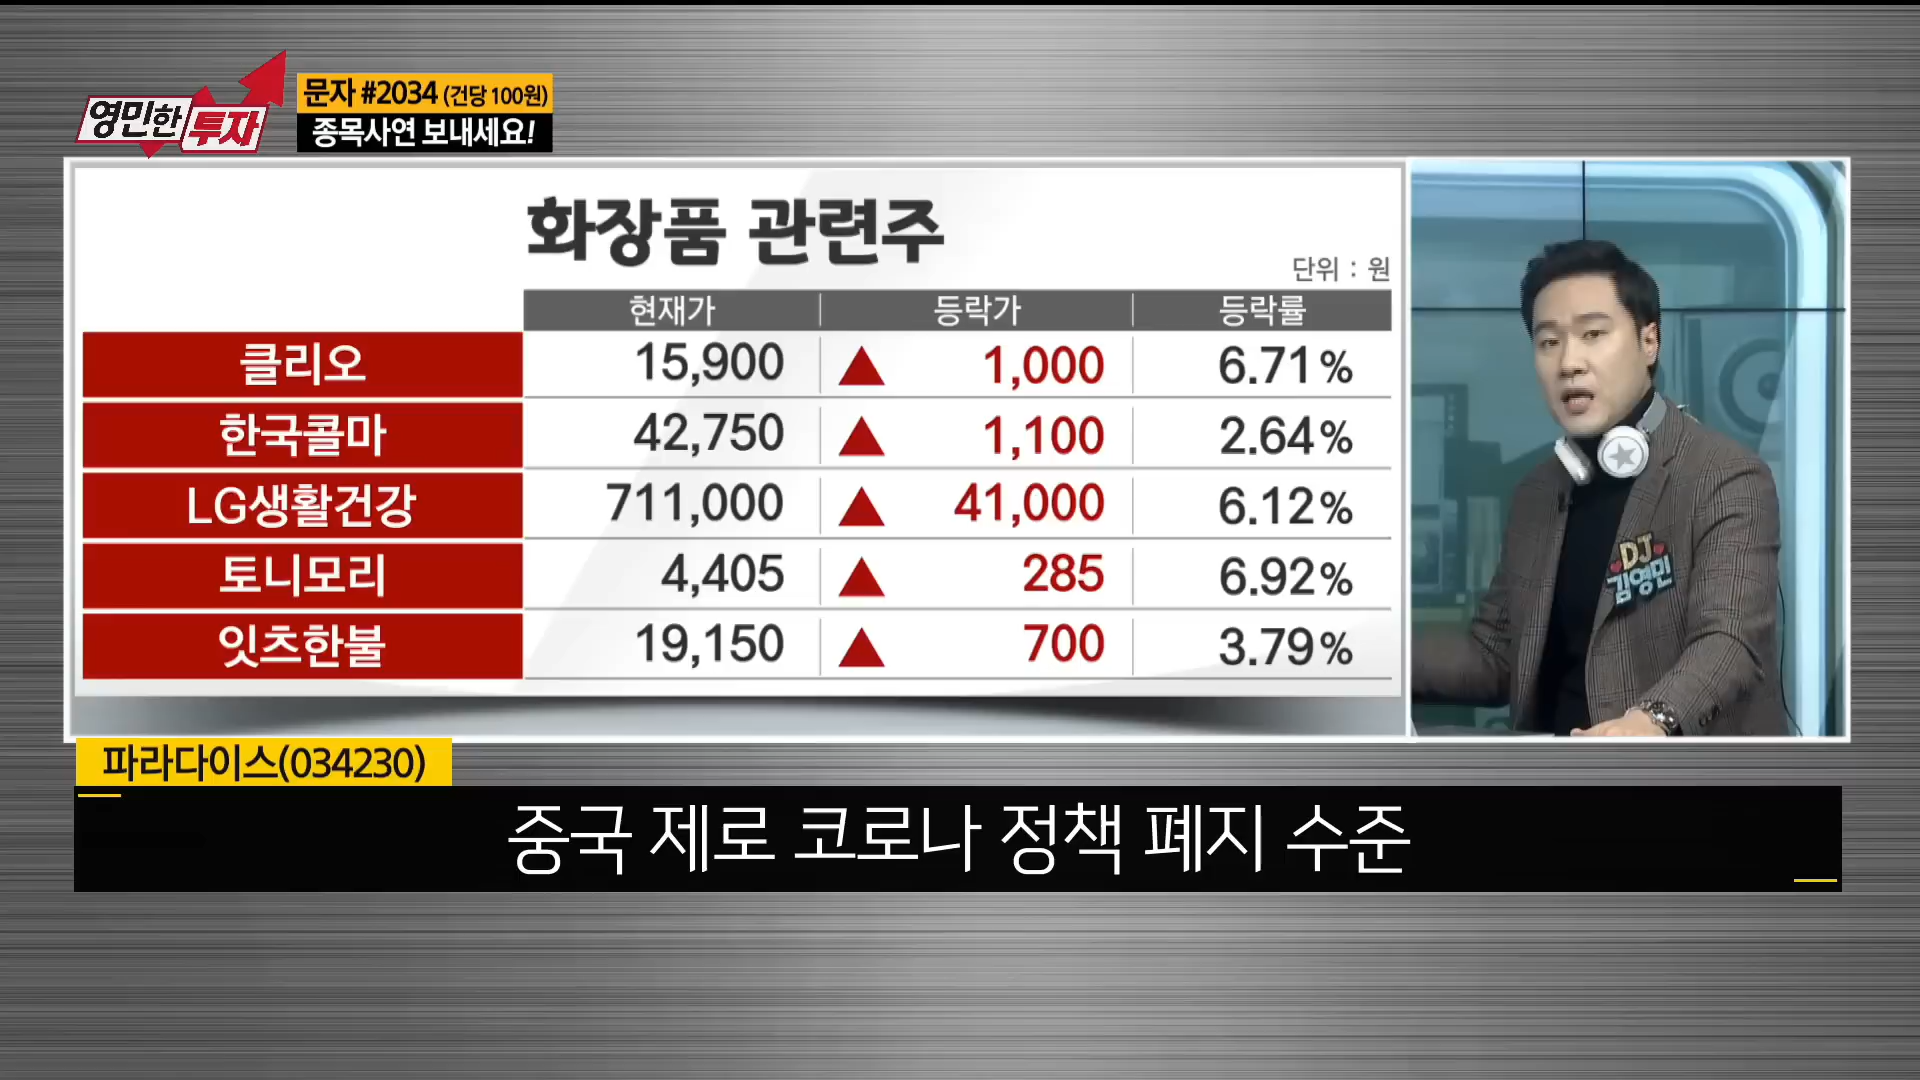 영민한 투자
문자 #2034 (건당 100원)
종목사연 보내세요!
화장품 관련주
단위 : 원
현재가 등락가 등락률
클리오 15,900 ▲ 1,000 6.71%
한국콜마 42,750 ▲ 1,100 2.64%
LG생활건강 711,000 ▲ 41,000 6.12%
토니모리 4,405 ▲ 285 6.92%
잇츠한불 19,150 ▲ 700 3.79%
DJ
김영민
파라다이스(034230)
중국 제로 코로나 정책 폐지 수준